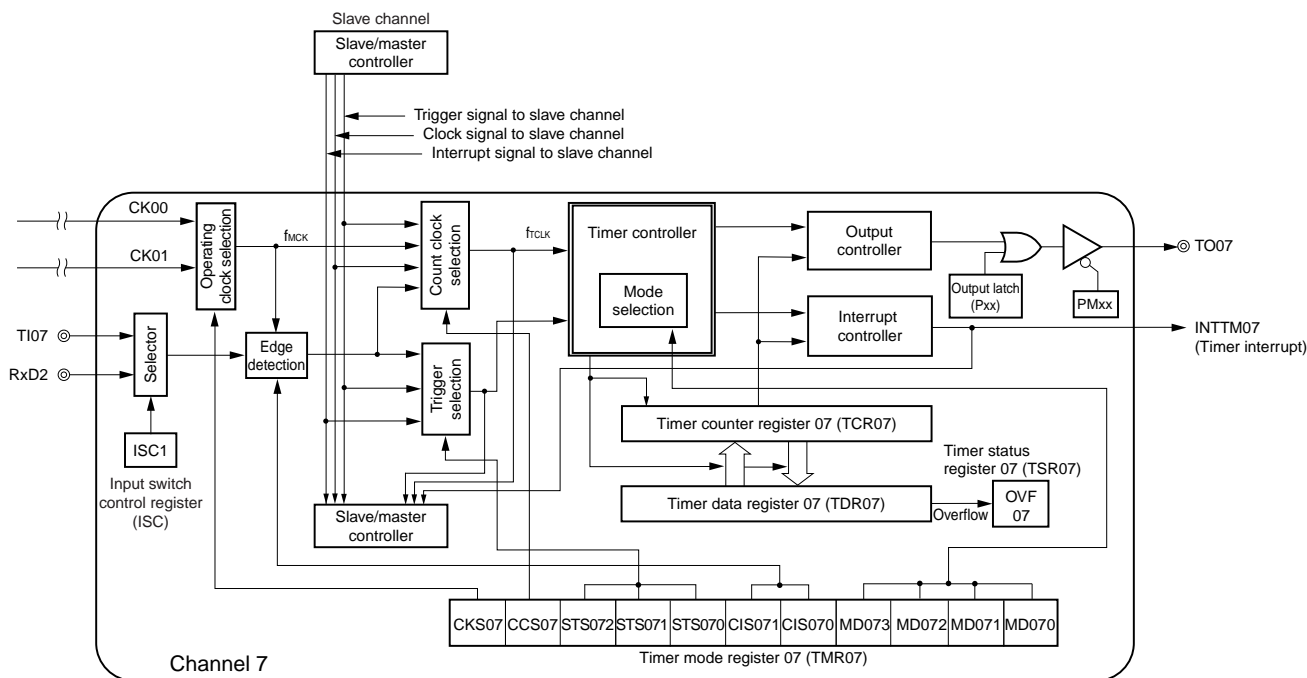 Slave channel
Slave/master
controller
Trigger signal to slave channel
Clock signal to slave channel
Interrupt signal to slave channel
CK00
CK01
Operating
clock selection
fMCK
Count clock
selection
fTCLK
Timer controller
Mode
selection
Output
controller
Output latch
(Pxx)
PMxx
TO07
TI07
RxD2
Selector
Edge
detection
Trigger
selection
Interrupt
controller
INTTM07
(Timer interrupt)
ISC1
Input switch
control register
(ISC)
Timer counter register 07 (TCR07)
Timer status
register 07 (TSR07)
Timer data register 07 (TDR07)
Overflow
OVF
07
Slave/master
controller
CKS07 CCS07 STS072 STS071 STS070 CIS071 CIS070 MD073 MD072 MD071 MD070
Timer mode register 07 (TMR07)
Channel 7